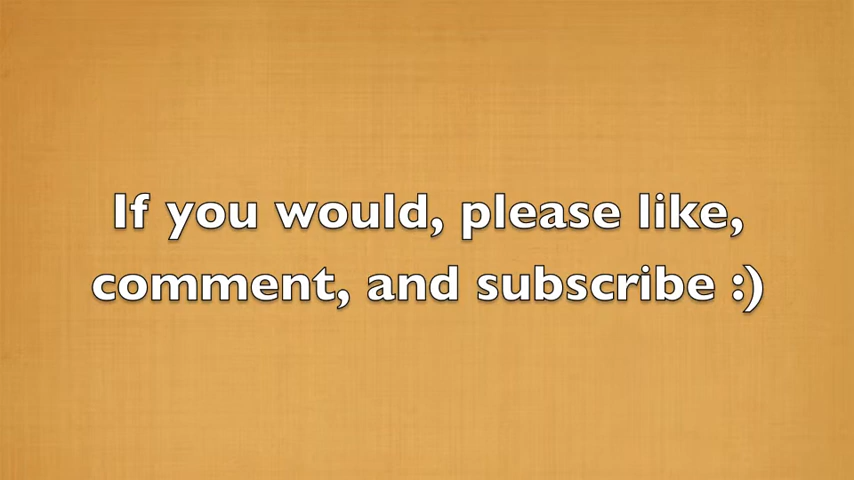 If you would, please like,
comment, and subscribe :)